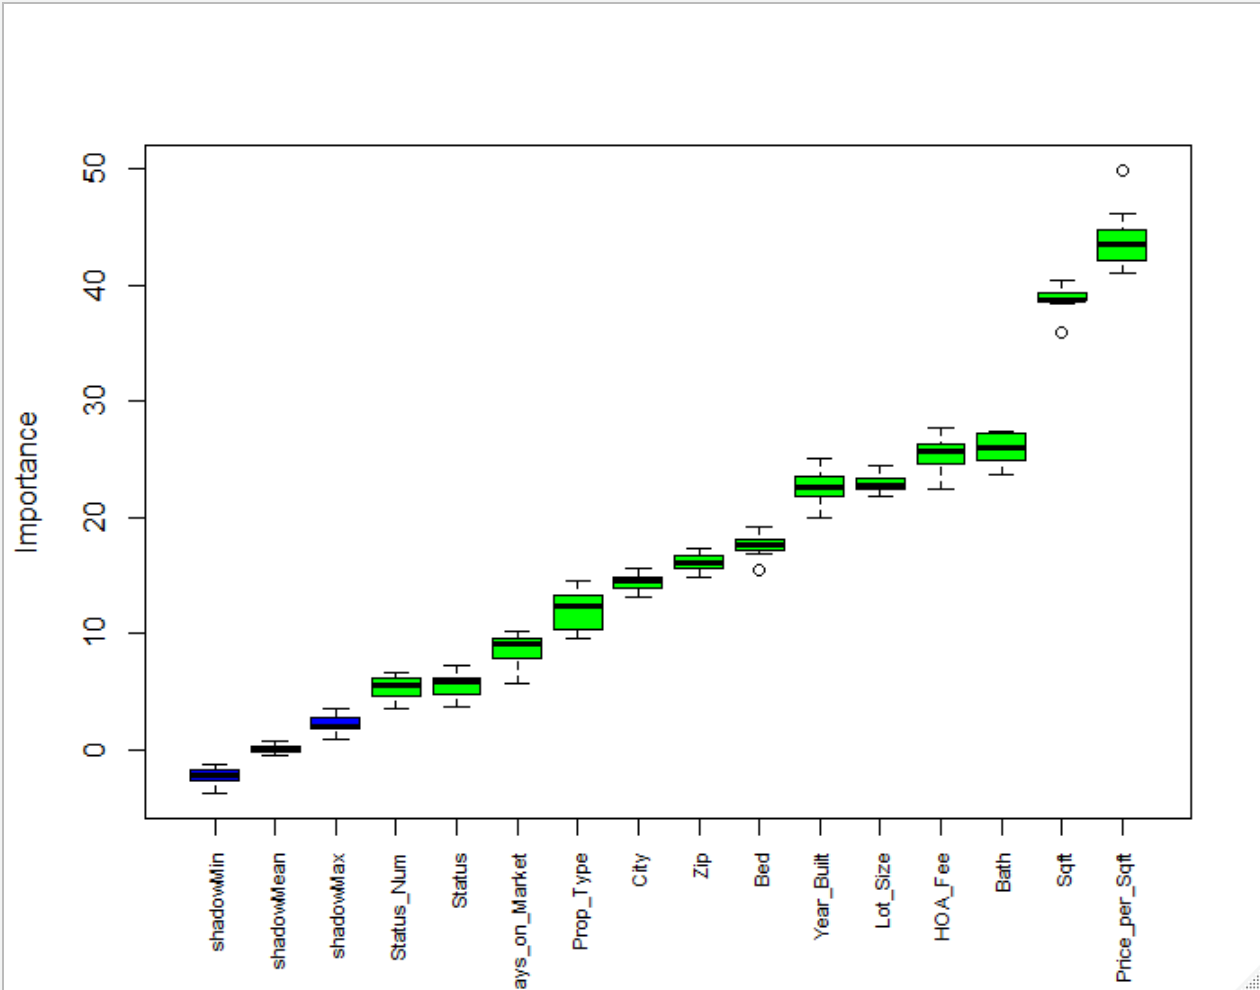 Importance
50
40
30
20
10
0
shadowMin
shadowMean
shadowMax
Status_Num
Status
ays_on_Market
Prop_Type
City
Zip
Bed
Year_Built
Lot_Size
HOA_Fee
Bath
Sqft
Price_per_Sqft